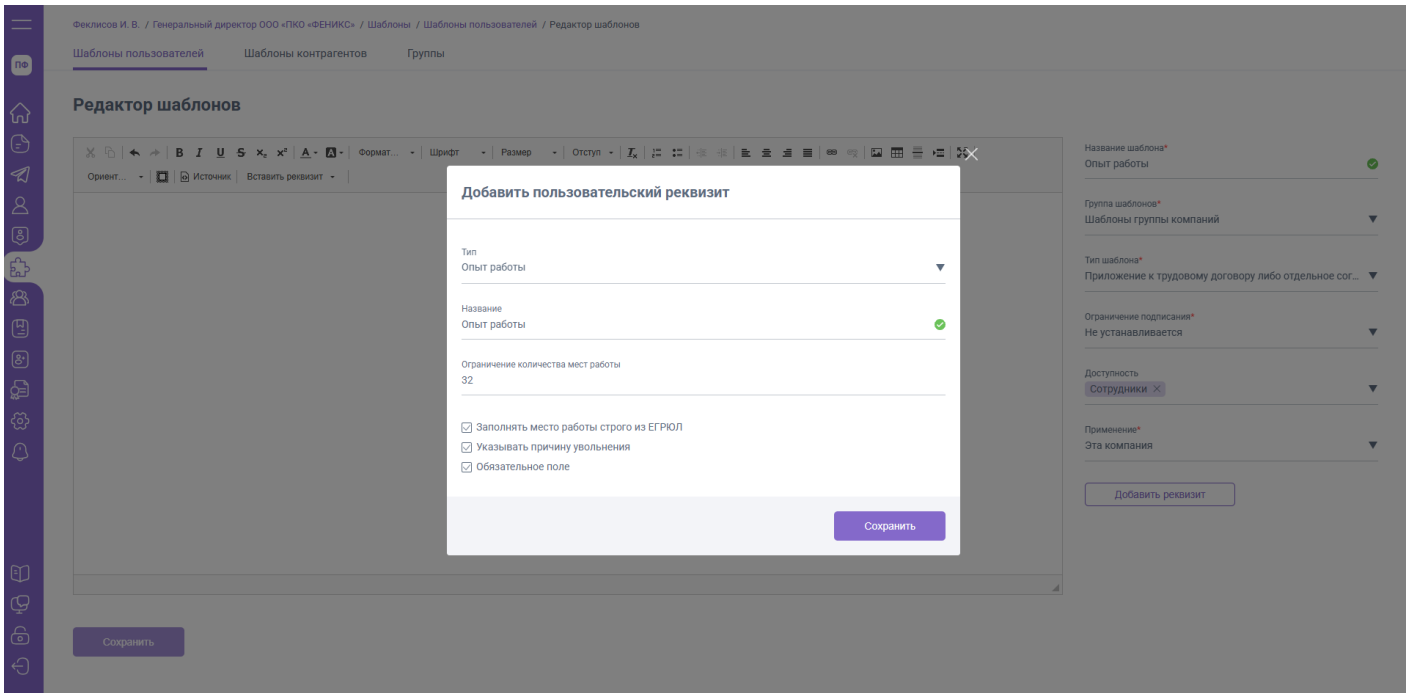 Феклисов И. В. / Генеральный директор ООО «ПКО «ФЕНИКС» / Шаблоны / Шаблоны пользователей / Редактор шаблонов
Шаблоны пользователей Шаблоны контрагентов Группы
ПФ
Редактор шаблонов
B I U S x₂ x² A A Формат... Шрифт Размер Отступ Tx
Ориент... Источник Вставить реквизит
Добавить пользовательский реквизит
Тип
Опыт работы
Название
Опыт работы
Ограничение количества мест работы
32
Заполнять место работы строго из ЕГРЮЛ
Указывать причину увольнения
Обязательное поле
Сохранить
Название шаблона*
Опыт работы
Группа шаблонов*
Шаблоны группы компаний
Тип шаблона*
Приложение к трудовому договору либо отдельное сог...
Ограничение подписания*
Не устанавливается
Доступность
Сотрудники ×
Применение*
Эта компания
Добавить реквизит
Сохранить